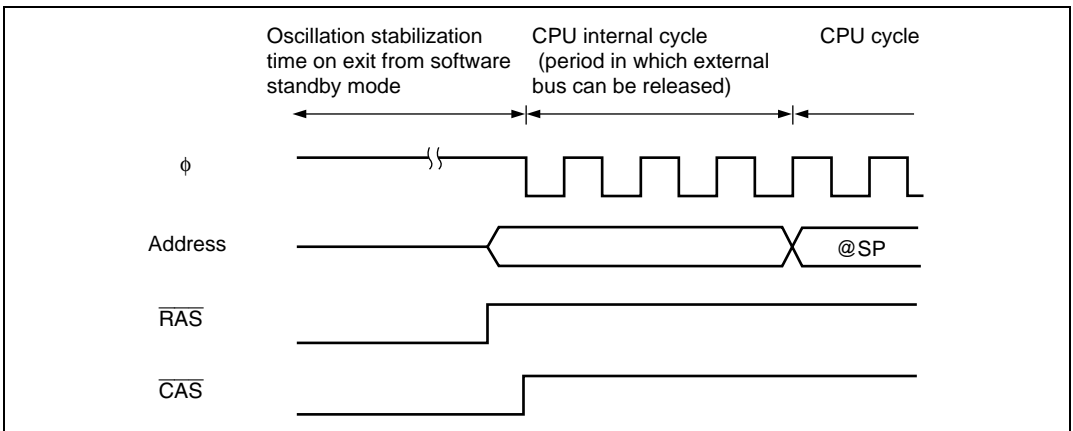 Oscillation stabilization
time on exit from software
standby mode
CPU internal cycle
(period in which external
bus can be released)
CPU cycle
ϕ
Address
@SP
RAS
CAS